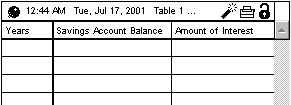 12:44 AM Tue, Jul 17, 2001 Table 1 ...
Years Savings Account Balance Amount of Interest